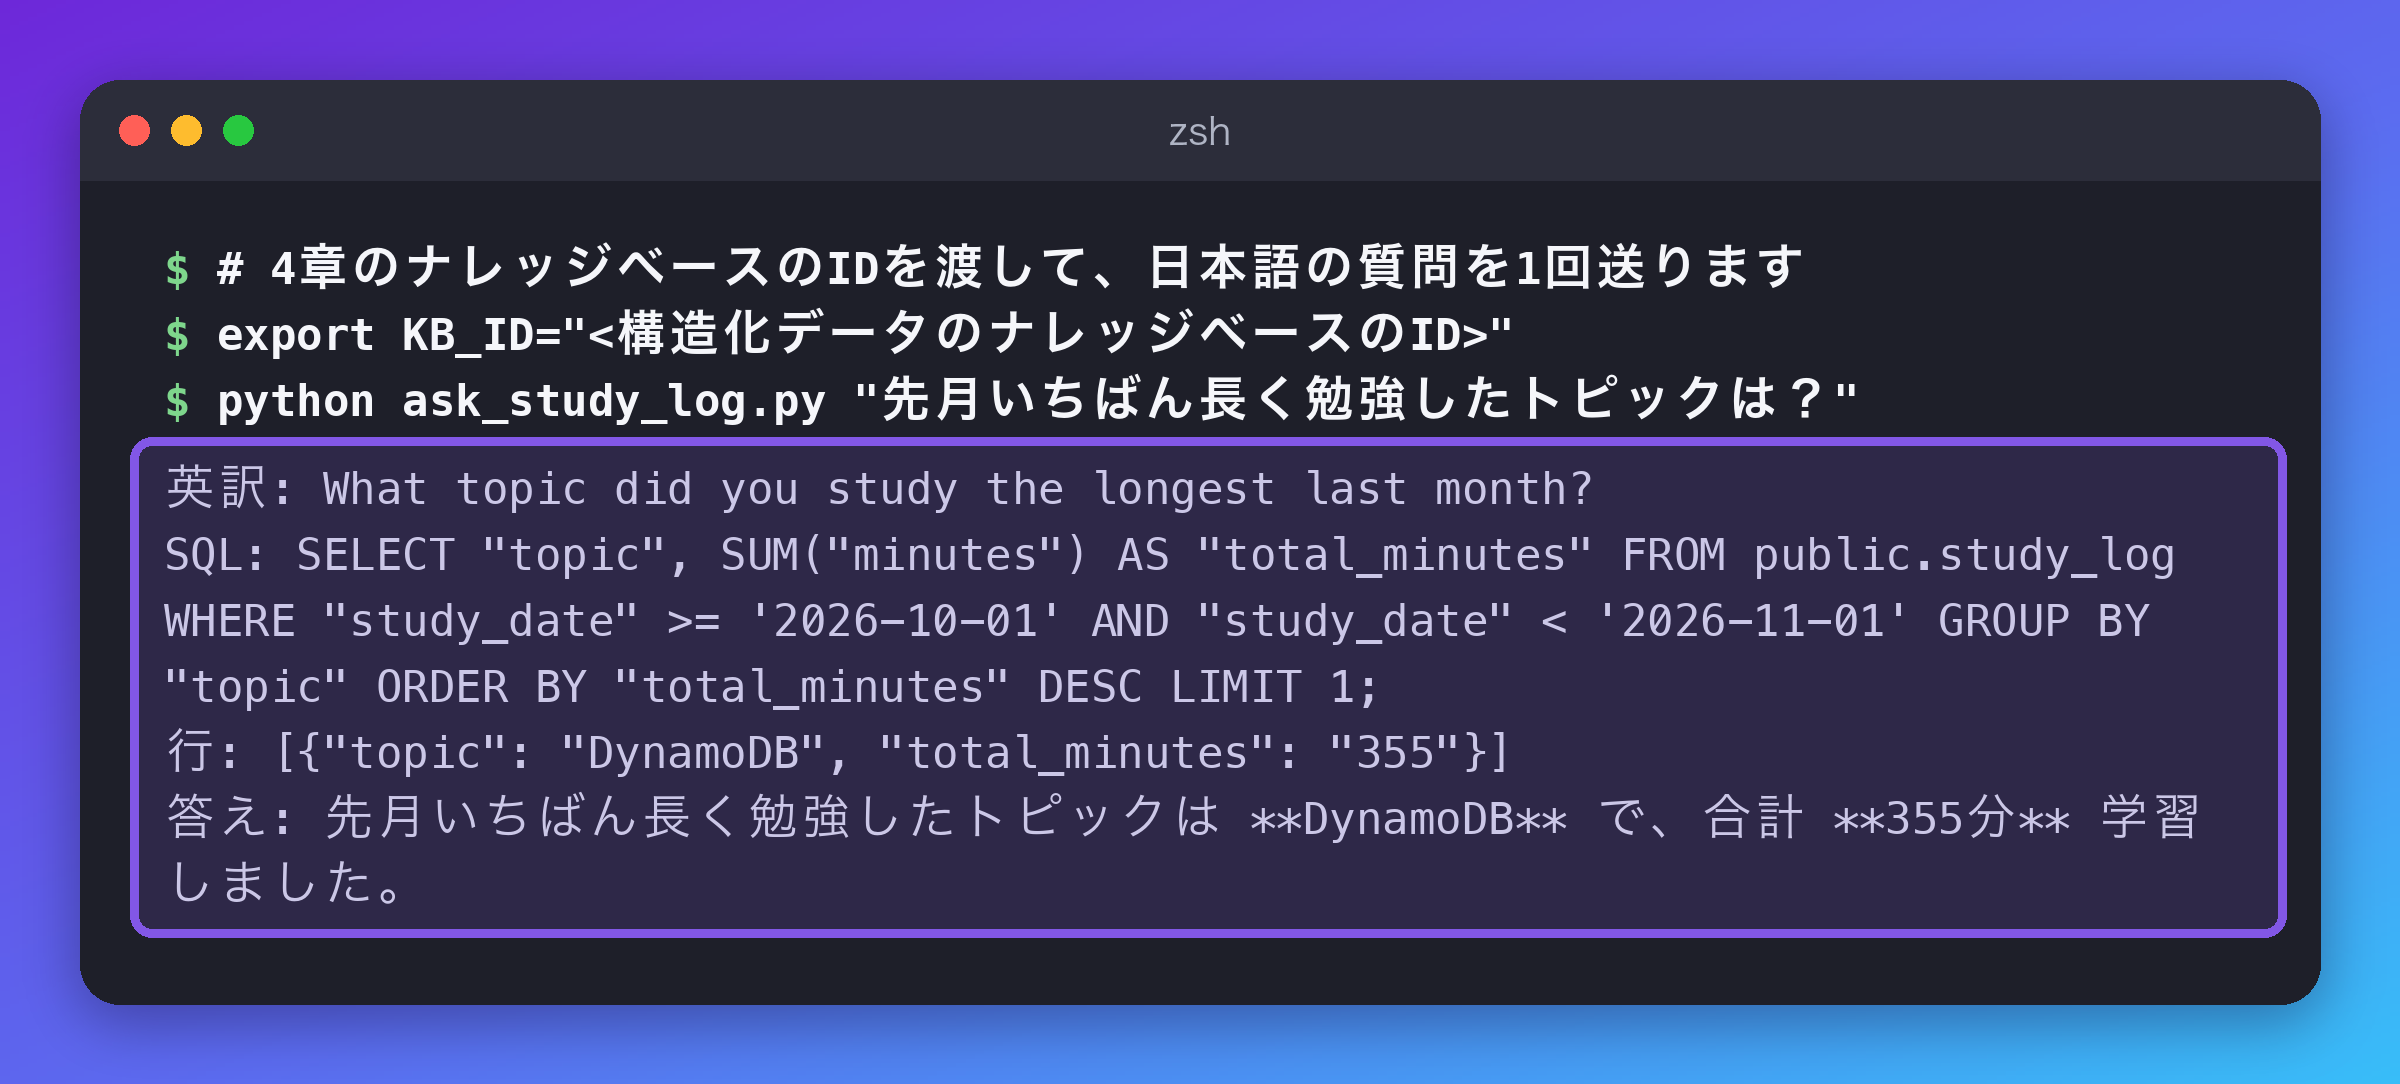 zsh
$ # 4章のナレッジベースのIDを渡して、日本語の質問を1回送ります
$ export KB_ID="<構造化データのナレッジベースのID>"
$ python ask_study_log.py "先月いちばん長く勉強したトピックは？"
英訳: What topic did you study the longest last month?
SQL: SELECT "topic", SUM("minutes") AS "total_minutes" FROM public.study_log
WHERE "study_date" >= '2026-10-01' AND "study_date" < '2026-11-01' GROUP BY
"topic" ORDER BY "total_minutes" DESC LIMIT 1;
行: [{"topic": "DynamoDB", "total_minutes": "355"}]
答え: 先月いちばん長く勉強したトピックは **DynamoDB** で、合計 **355分** 学習
しました。